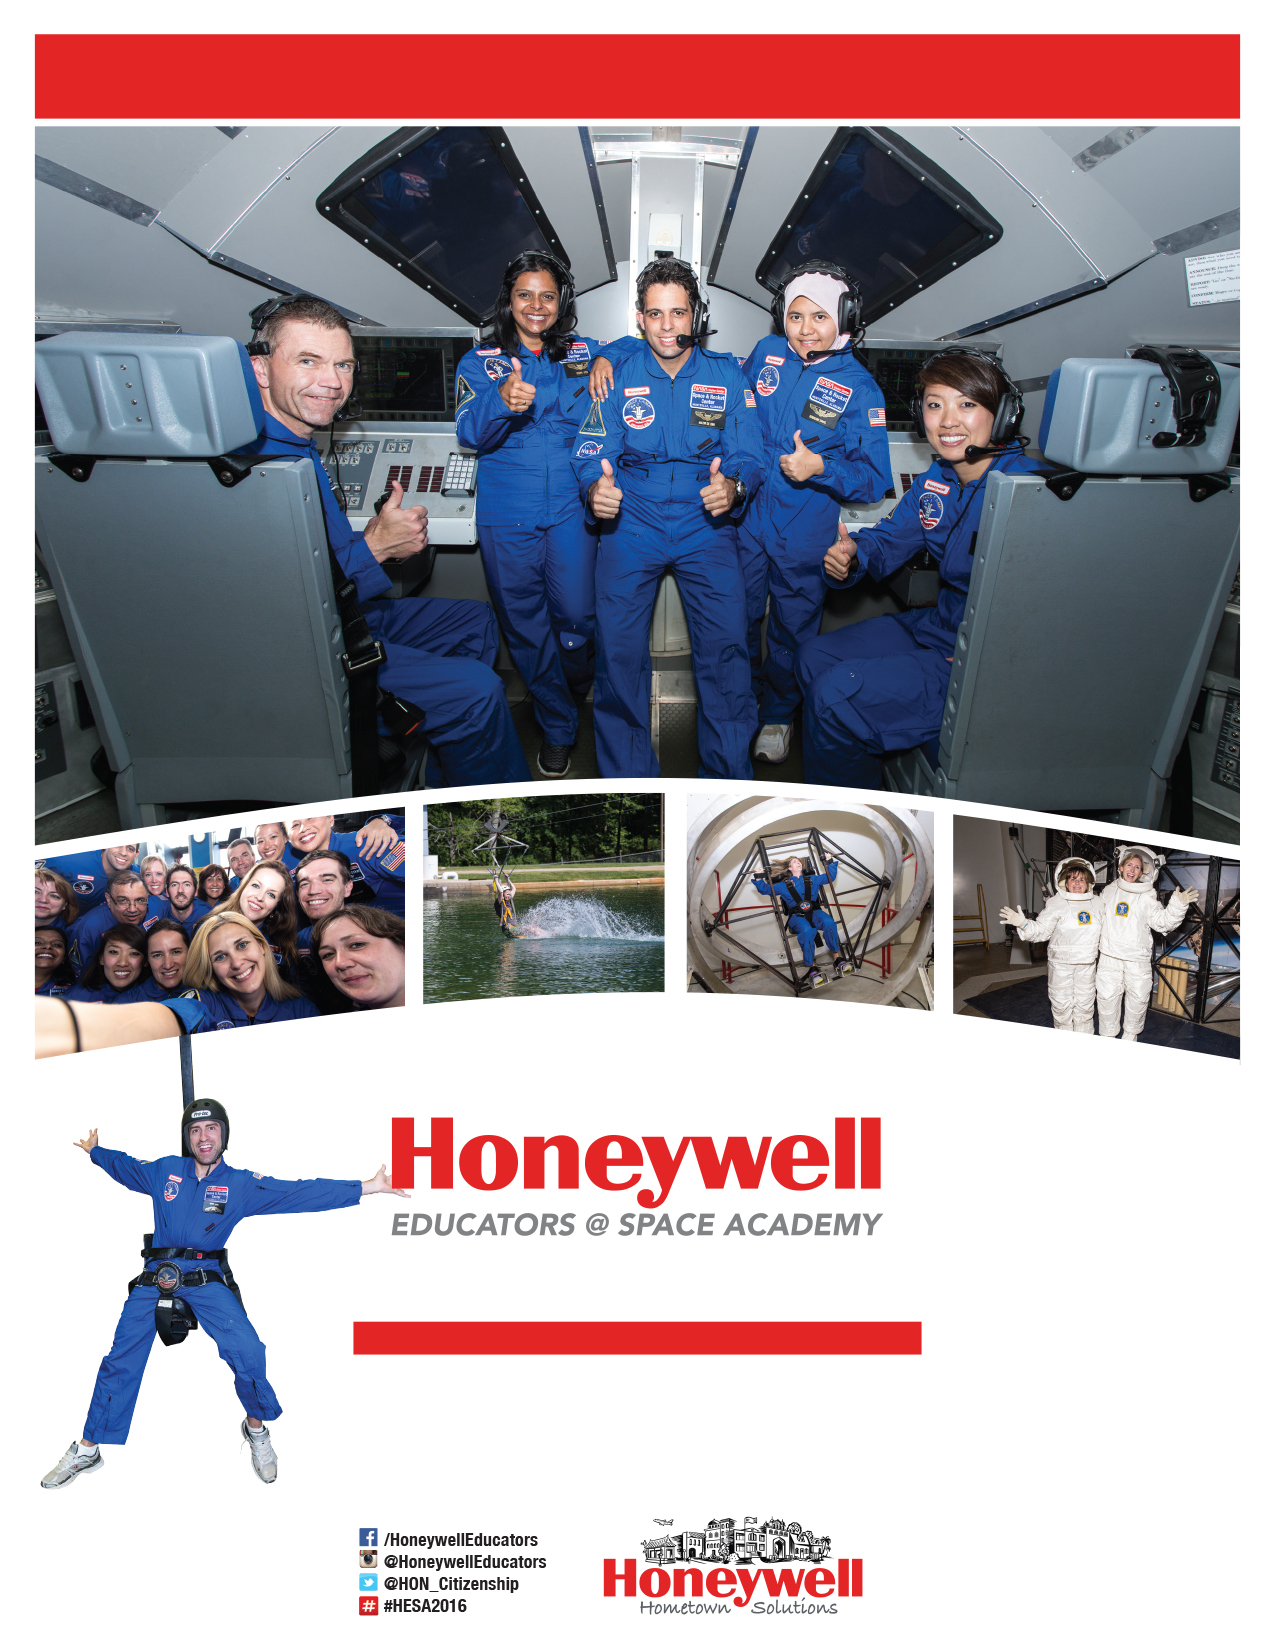 Honeywell
EDUCATORS @ SPACE ACADEMY
/HoneywellEducators
@HoneywellEducators
@HON_Citizenship
#HESA2016
Honeywell
Hometown Solutions